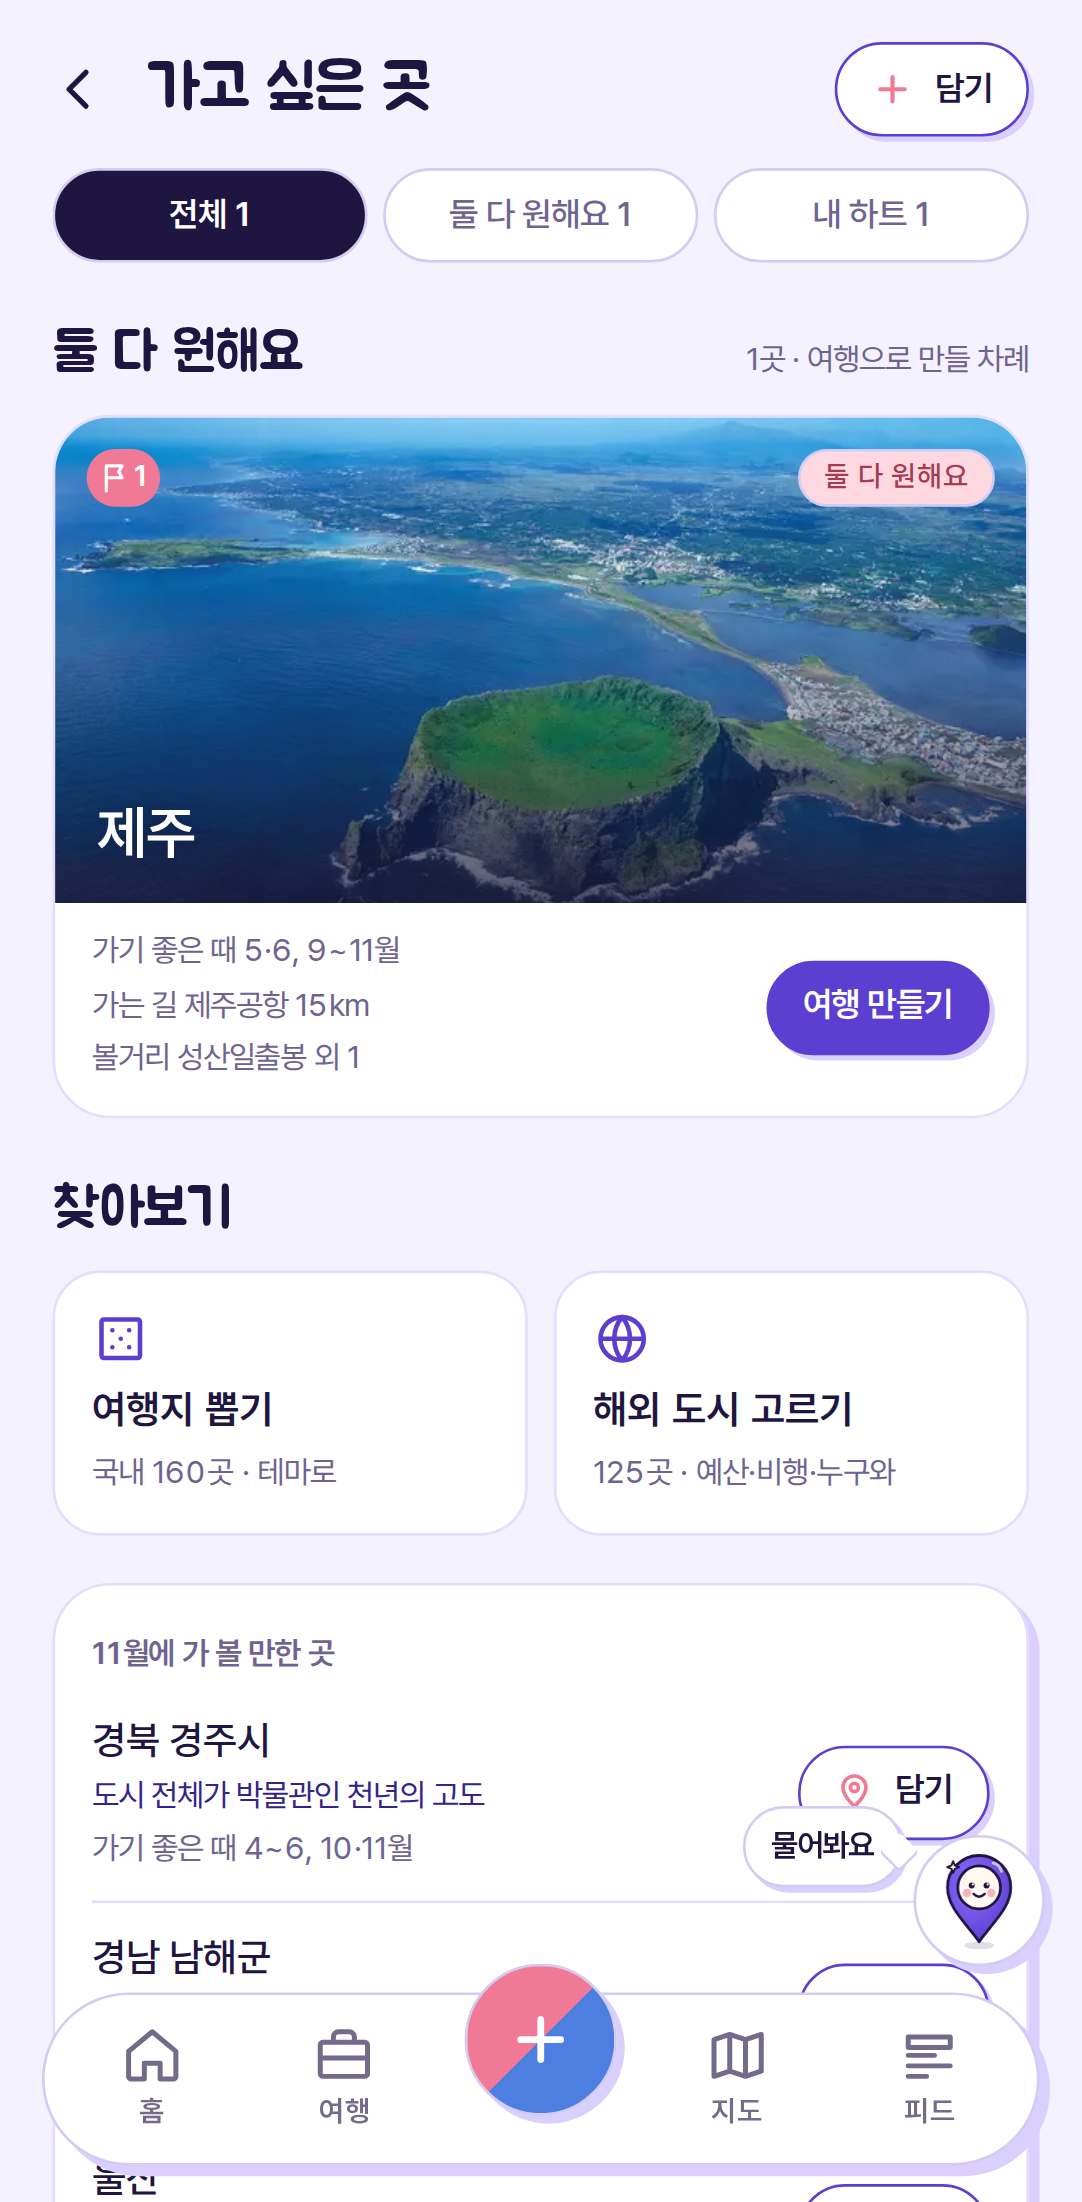 가고 싶은 곳
담기
전체 1
둘 다 원해요 1
내 하트 1
둘 다 원해요
1곳 · 여행으로 만들 차례
1
둘 다 원해요
제주
가기 좋은 때 5·6, 9~11월
가는 길 제주공항 15km
볼거리 성산일출봉 외 1
여행 만들기
찾아보기
여행지 뽑기
국내 160곳 · 테마로
해외 도시 고르기
125곳 · 예산·비행·누구와
11월에 가 볼 만한 곳
경북 경주시
도시 전체가 박물관인 천년의 고도
가기 좋은 때 4~6, 10·11월
담기
물어봐요
경남 남해군
홈
여행
지도
피드